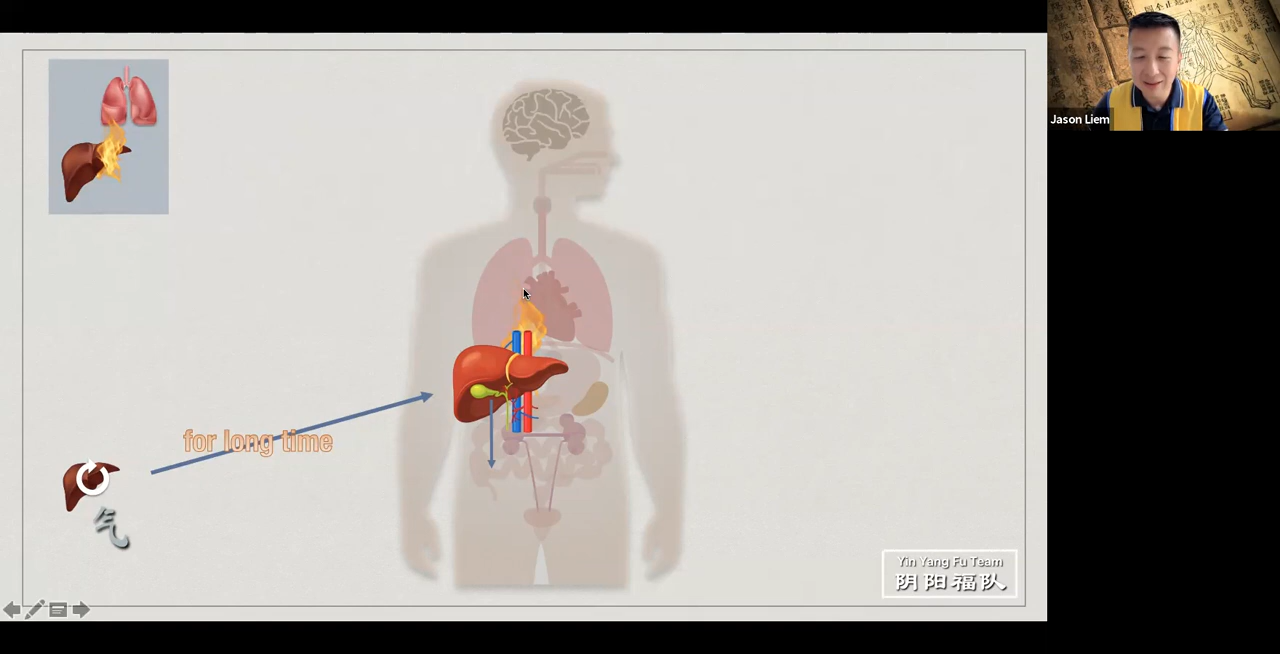 Jason Liem
for long time
气
Yin Yang Fu Team
阴阳福队